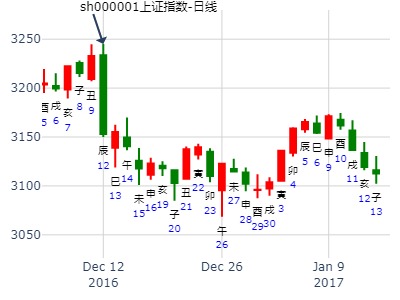 sh000001上证指数-日线
3250
3200
3150
3100
3050
酉 5
戌 6
亥 7
子 8
丑 9
辰 12
巳 13
午 14
未 15
申 16
亥 19
子 20
丑 21
寅 22
卯 23
午 26
未 27
申 28
酉 29
戌 30
寅 3
卯 4
辰 5
巳 6
申 9
酉 10
戌 11
亥 12
子 13
Dec 12
2016
Dec 26
Jan 9
2017